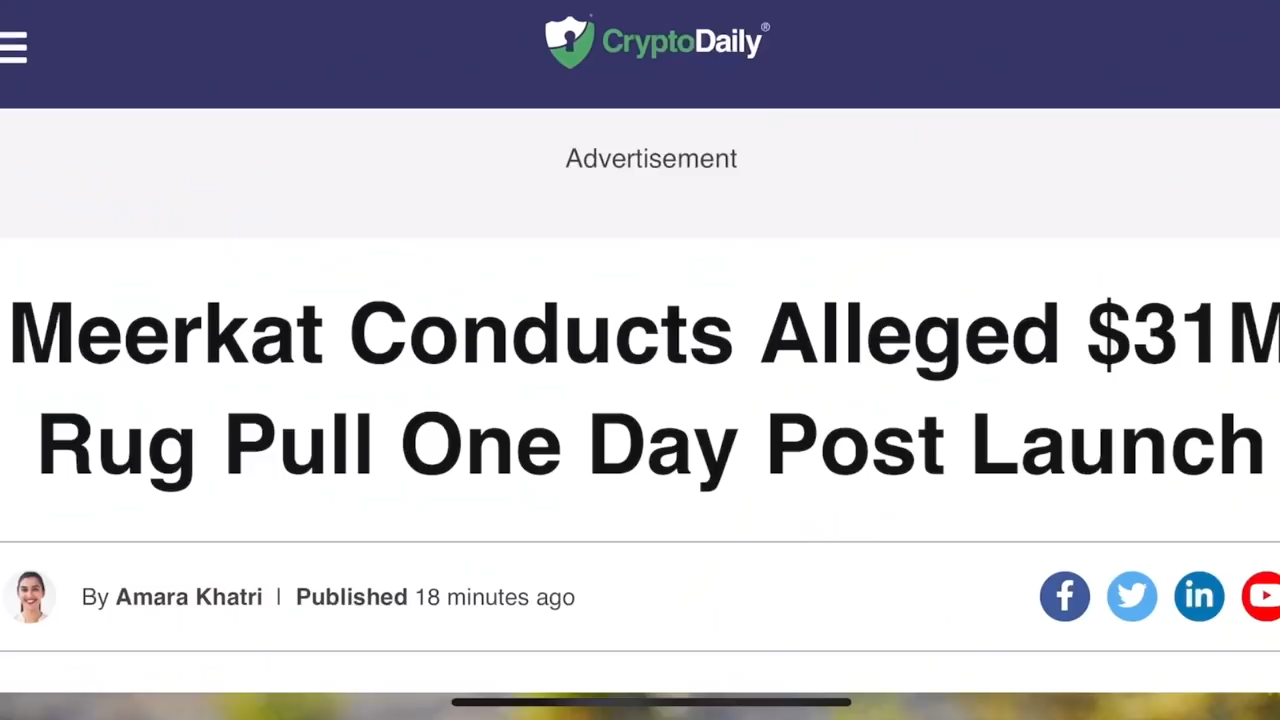 CryptoDaily®
Advertisement
Meerkat Conducts Alleged $31M
Rug Pull One Day Post Launch
By Amara Khatri | Published 18 minutes ago